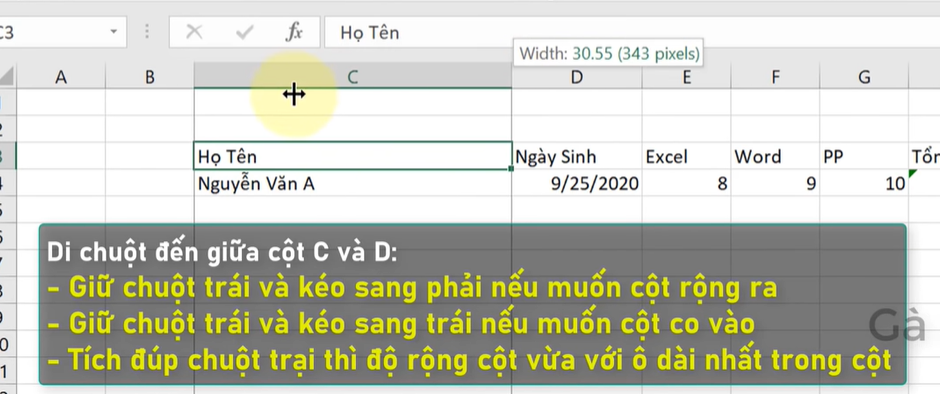 C3 fx Họ Tên
Width: 30.55 (343 pixels)
A B C D E F G
3 Họ Tên Ngày Sinh Excel Word PP
Nguyễn Văn A 9/25/2020 8 9 10
Di chuột đến giữa cột C và D:
- Giữ chuột trái và kéo sang phải nếu muốn cột rộng ra
- Giữ chuột trái và kéo sang trái nếu muốn cột co vào
- Tích đúp chuột trại thì độ rộng cột vừa với ô dài nhất trong cột
Gà